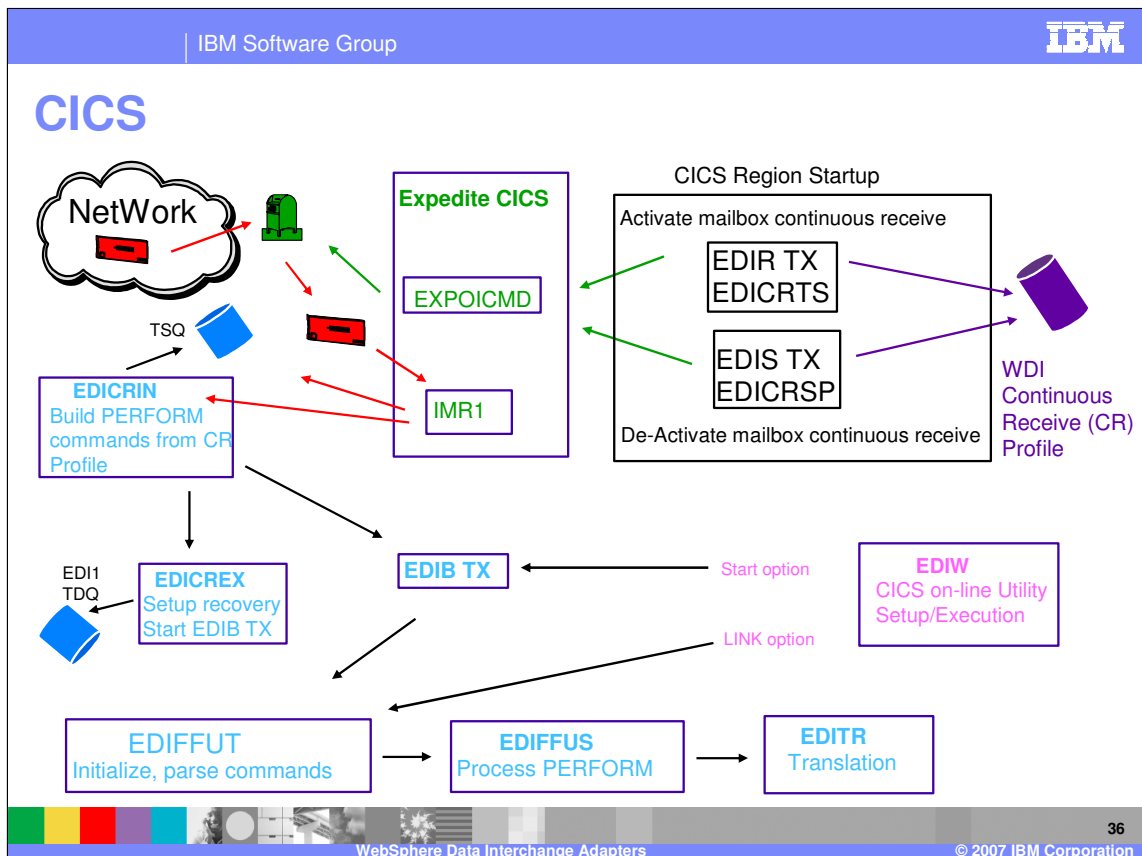 IBM Software Group
IBM
CICS
NetWork
TSQ
Expedite CICS
EXPOICMD
IMR1
CICS Region Startup
Activate mailbox continuous receive
EDIR TX
EDICRTS
EDIS TX
EDICRSP
De-Activate mailbox continuous receive
WDI
Continuous
Receive (CR)
Profile
EDICRIN
Build PERFORM
commands from CR
Profile
EDI1
TDQ
EDICREX
Setup recovery
Start EDIB TX
EDIB TX
Start option
LINK option
EDIW
CICS on-line Utility
Setup/Execution
EDIFFUT
Initialize, parse commands
EDIFFUS
Process PERFORM
EDITR
Translation
36
WebSphere Data Interchange Adapters
© 2007 IBM Corporation